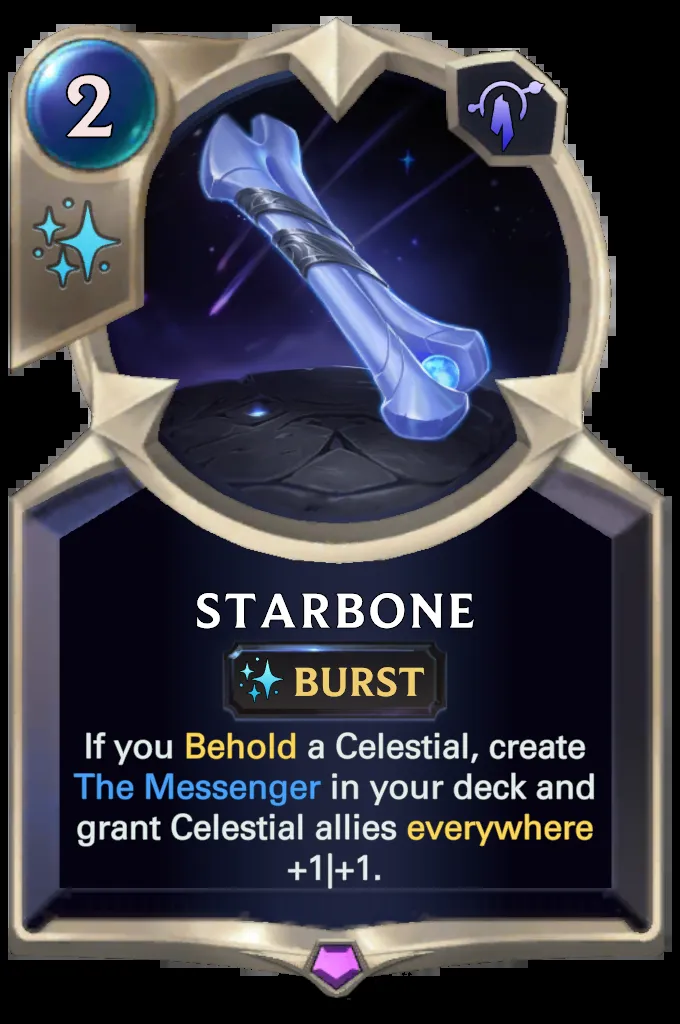 2
STARBONE
BURST
If you Behold a Celestial, create
The Messenger in your deck and
grant Celestial allies everywhere
+1|+1.